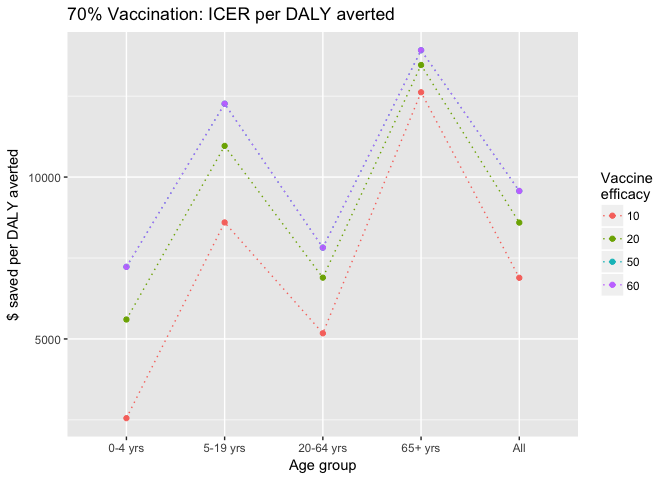 70% Vaccination: ICER per DALY averted
$ saved per DALY averted
10000
5000
0-4 yrs
5-19 yrs
20-64 yrs
65+ yrs
All
Age group
Vaccine
efficacy
10
20
50
60